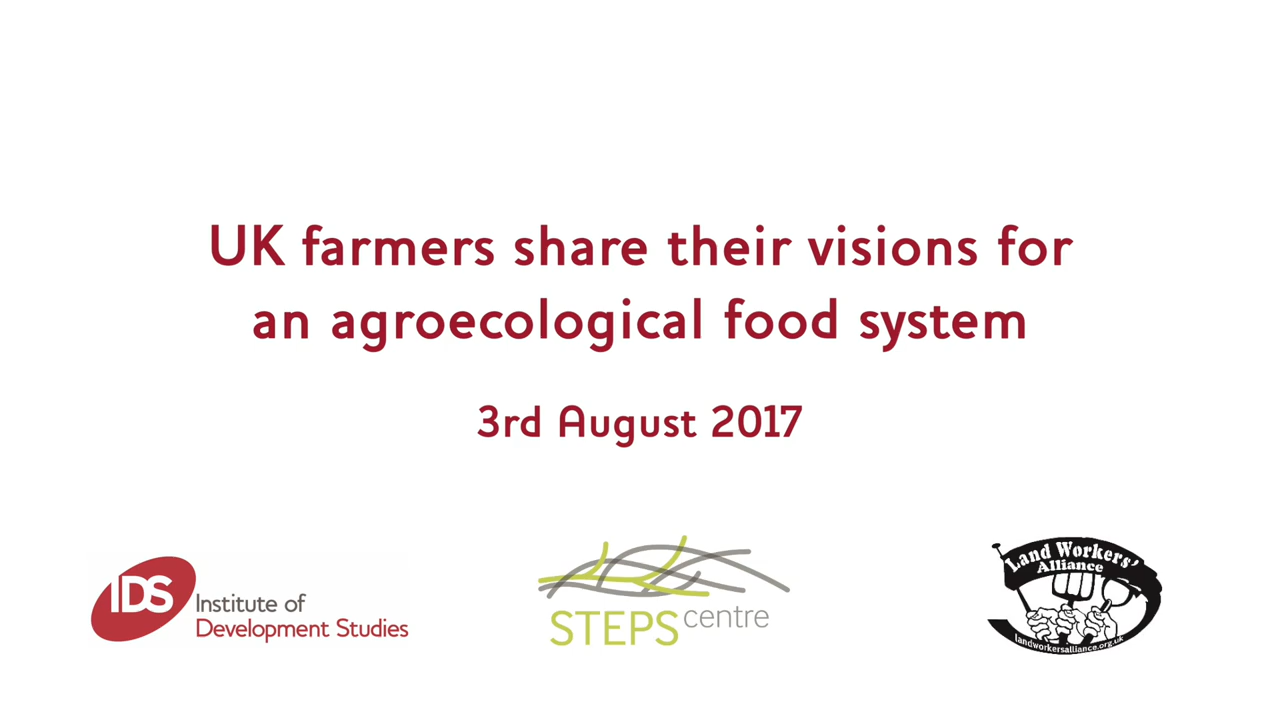 UK farmers share their visions for
an agroecological food system
3rd August 2017
IDS
Institute of
Development Studies
STEPS centre
Land Workers'
Alliance
landworkersalliance.org.uk